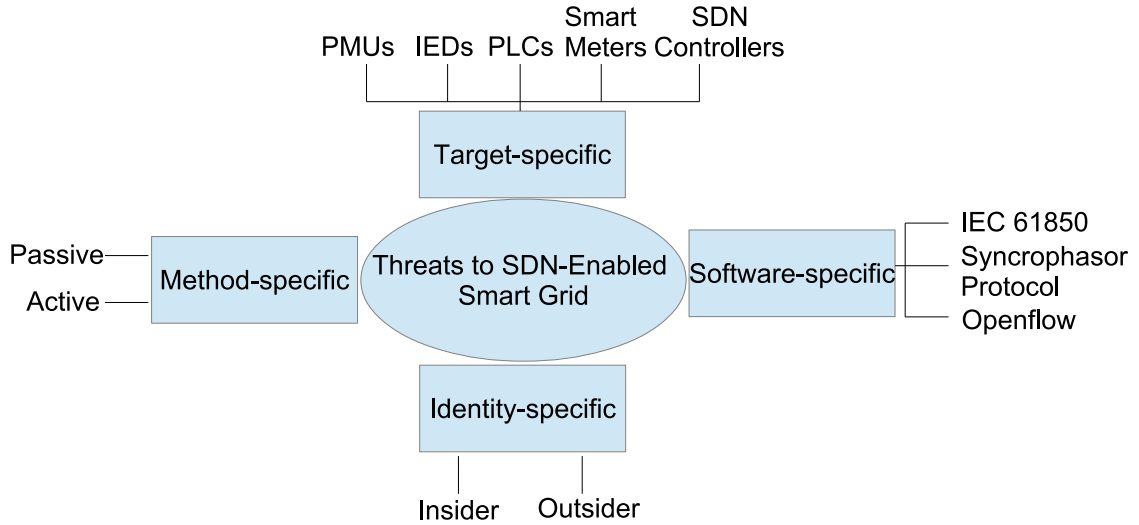 PMUs
IEDs
PLCs
Smart
Meters
SDN
Controllers
Target-specific
Passive
Active
Method-specific
Threats to SDN-Enabled
Smart Grid
Software-specific
IEC 61850
Syncrophasor
Protocol
Openflow
Identity-specific
Insider
Outsider